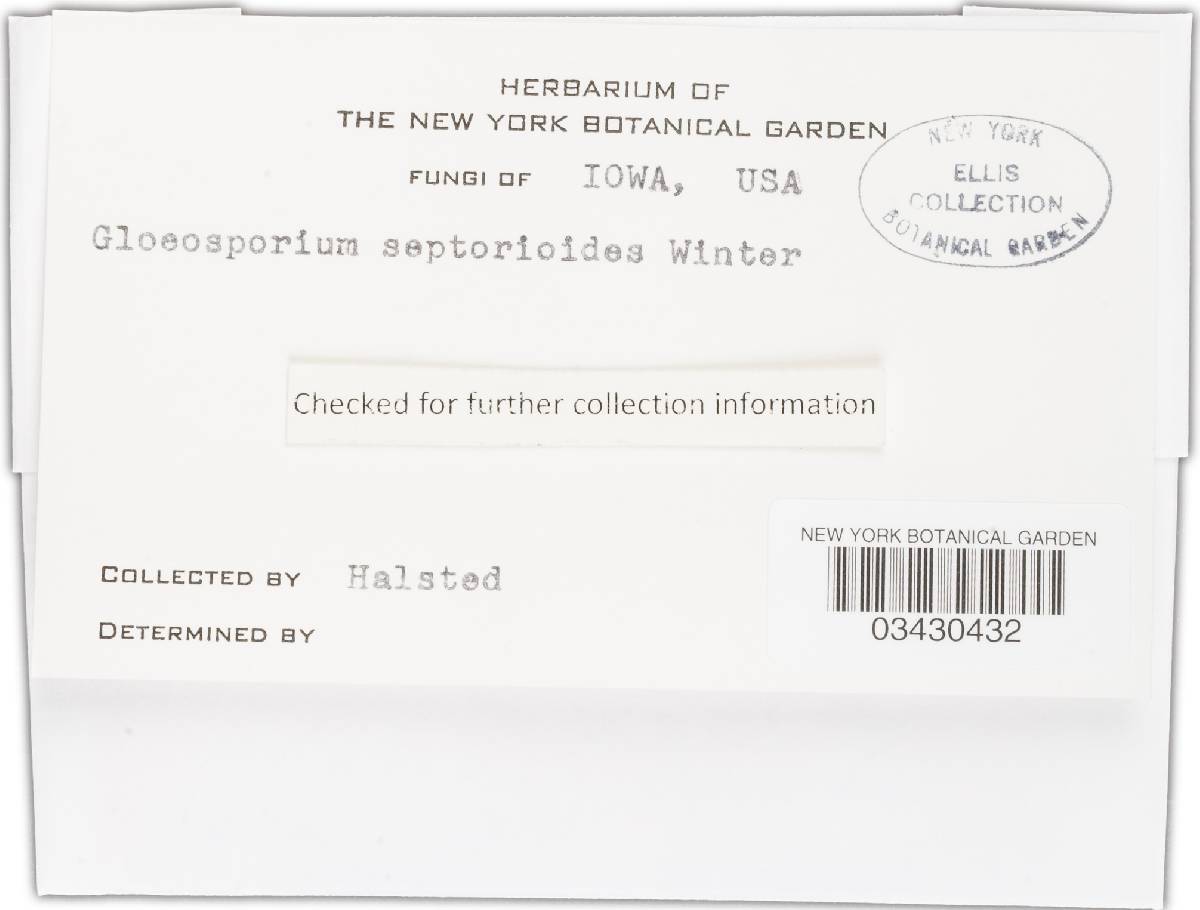 HERBARIUM OF
THE NEW YORK BOTANICAL GARDEN
FUNGI OF IOWA, USA
NEW YORK
ELLIS
COLLECTION
BOTANICAL GARDEN
Gloeosporium septorioides Winter
Checked for further collection information
NEW YORK BOTANICAL GARDEN
03430432
COLLECTED BY Halsted
DETERMINED BY